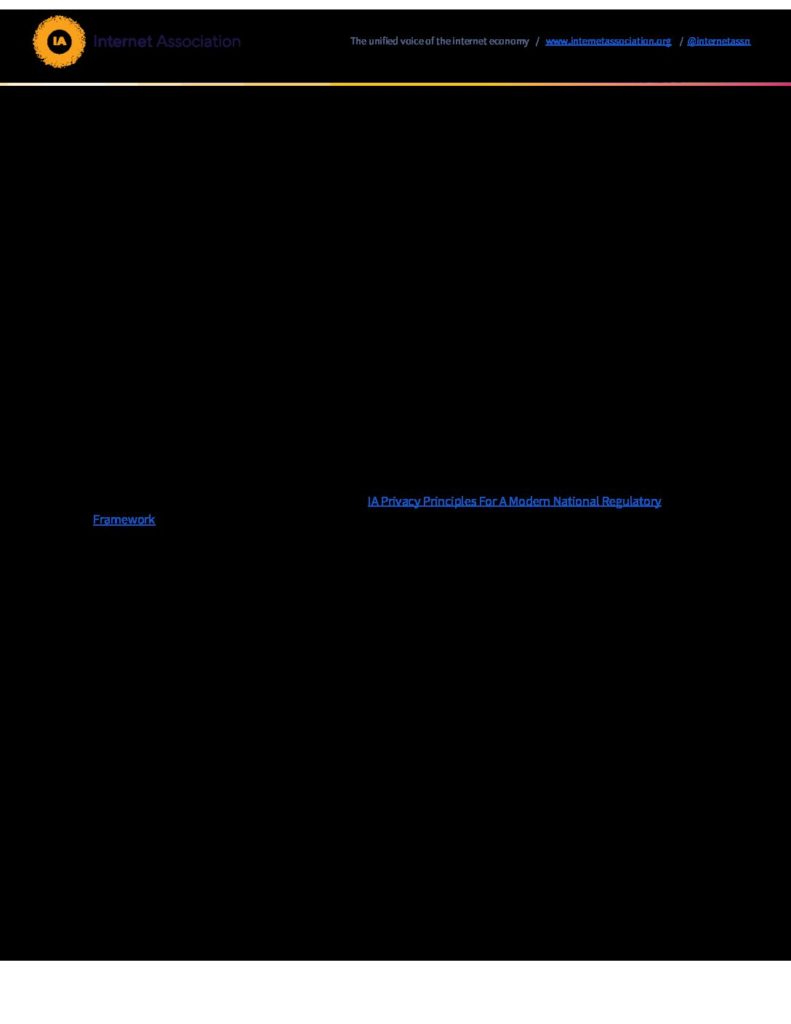 IA Internet Association
The unified voice of the internet economy / www.internetassociation.org / @internetassn
IA Privacy Principles For A Modern National Regulatory
Framework